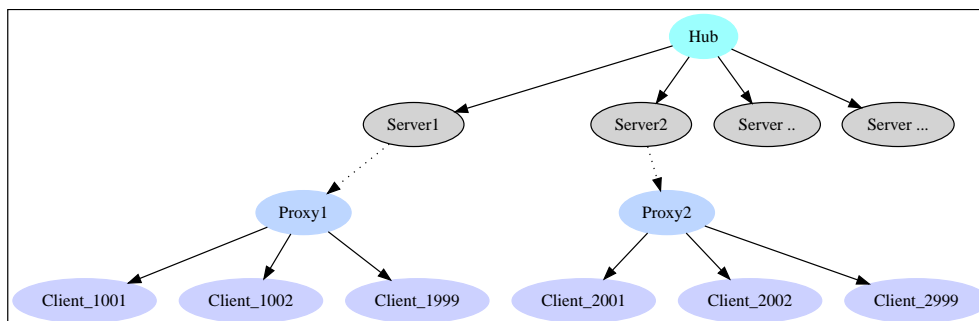 Hub
Server1
Server2
Server ..
Server ...
Proxy1
Proxy2
Client_1001
Client_1002
Client_1999
Client_2001
Client_2002
Client_2999